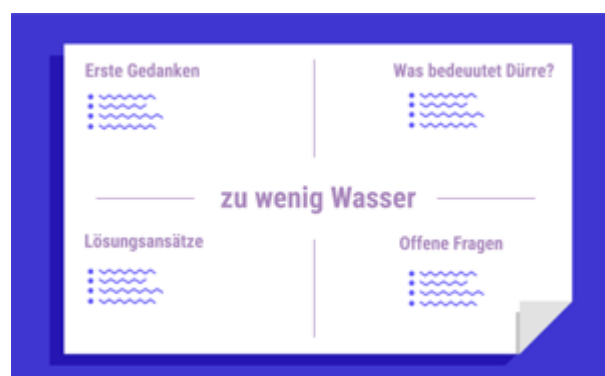 Erste Gedanken
Was bedeuutet Dürre?
zu wenig Wasser
Lösungsansätze
Offene Fragen